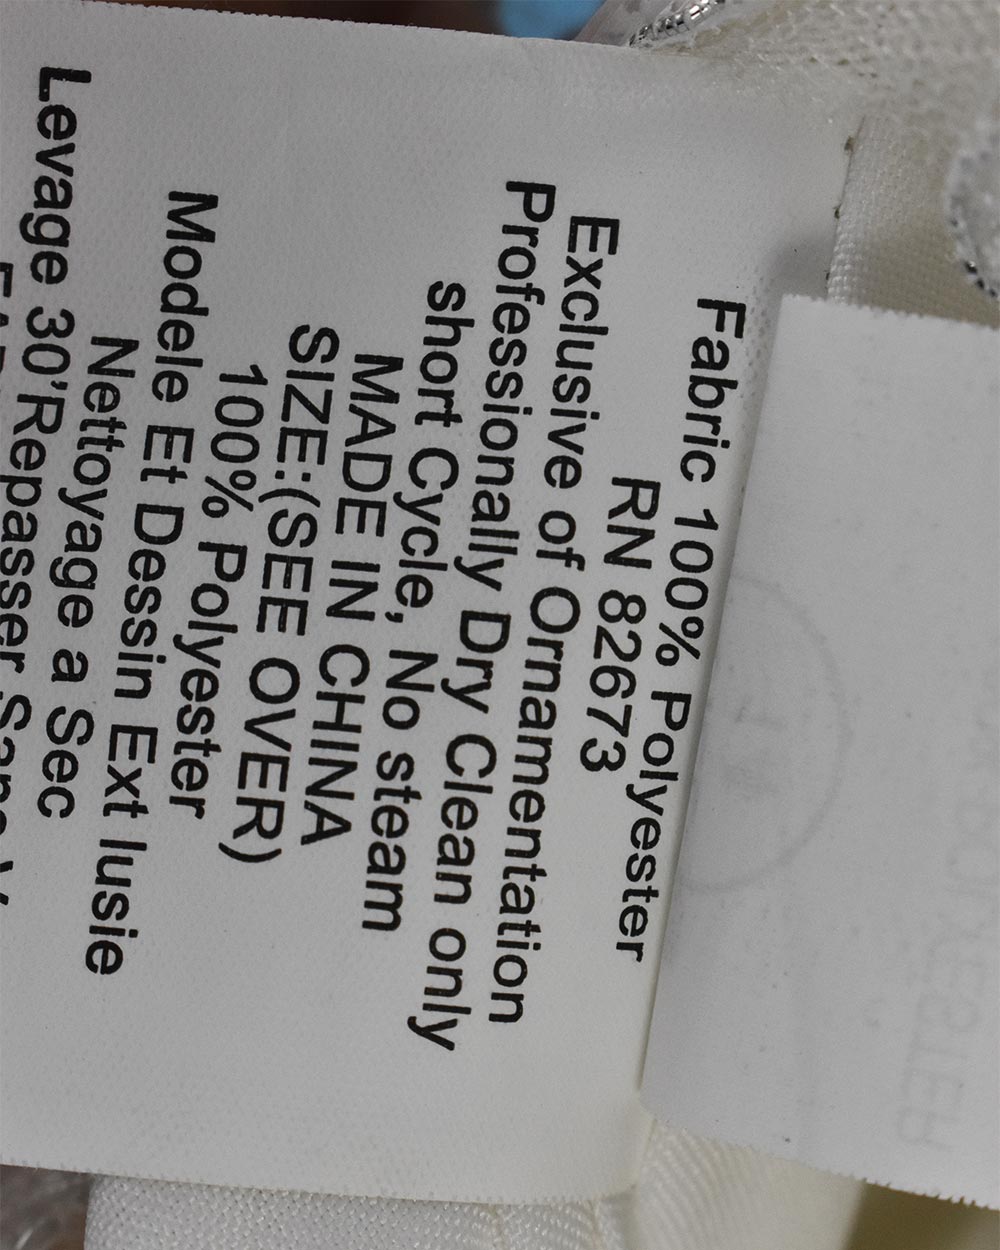 Fabric 100% Polyester
RN 82673
Exclusive of Ornamentation
Professionally Dry Clean only
short Cycle, No steam
MADE IN CHINA
SIZE:(SEE OVER)
100% Polyester
Modele Et Dessin Ext lusie
Nettoyage a Sec
Levage 30'Repasser